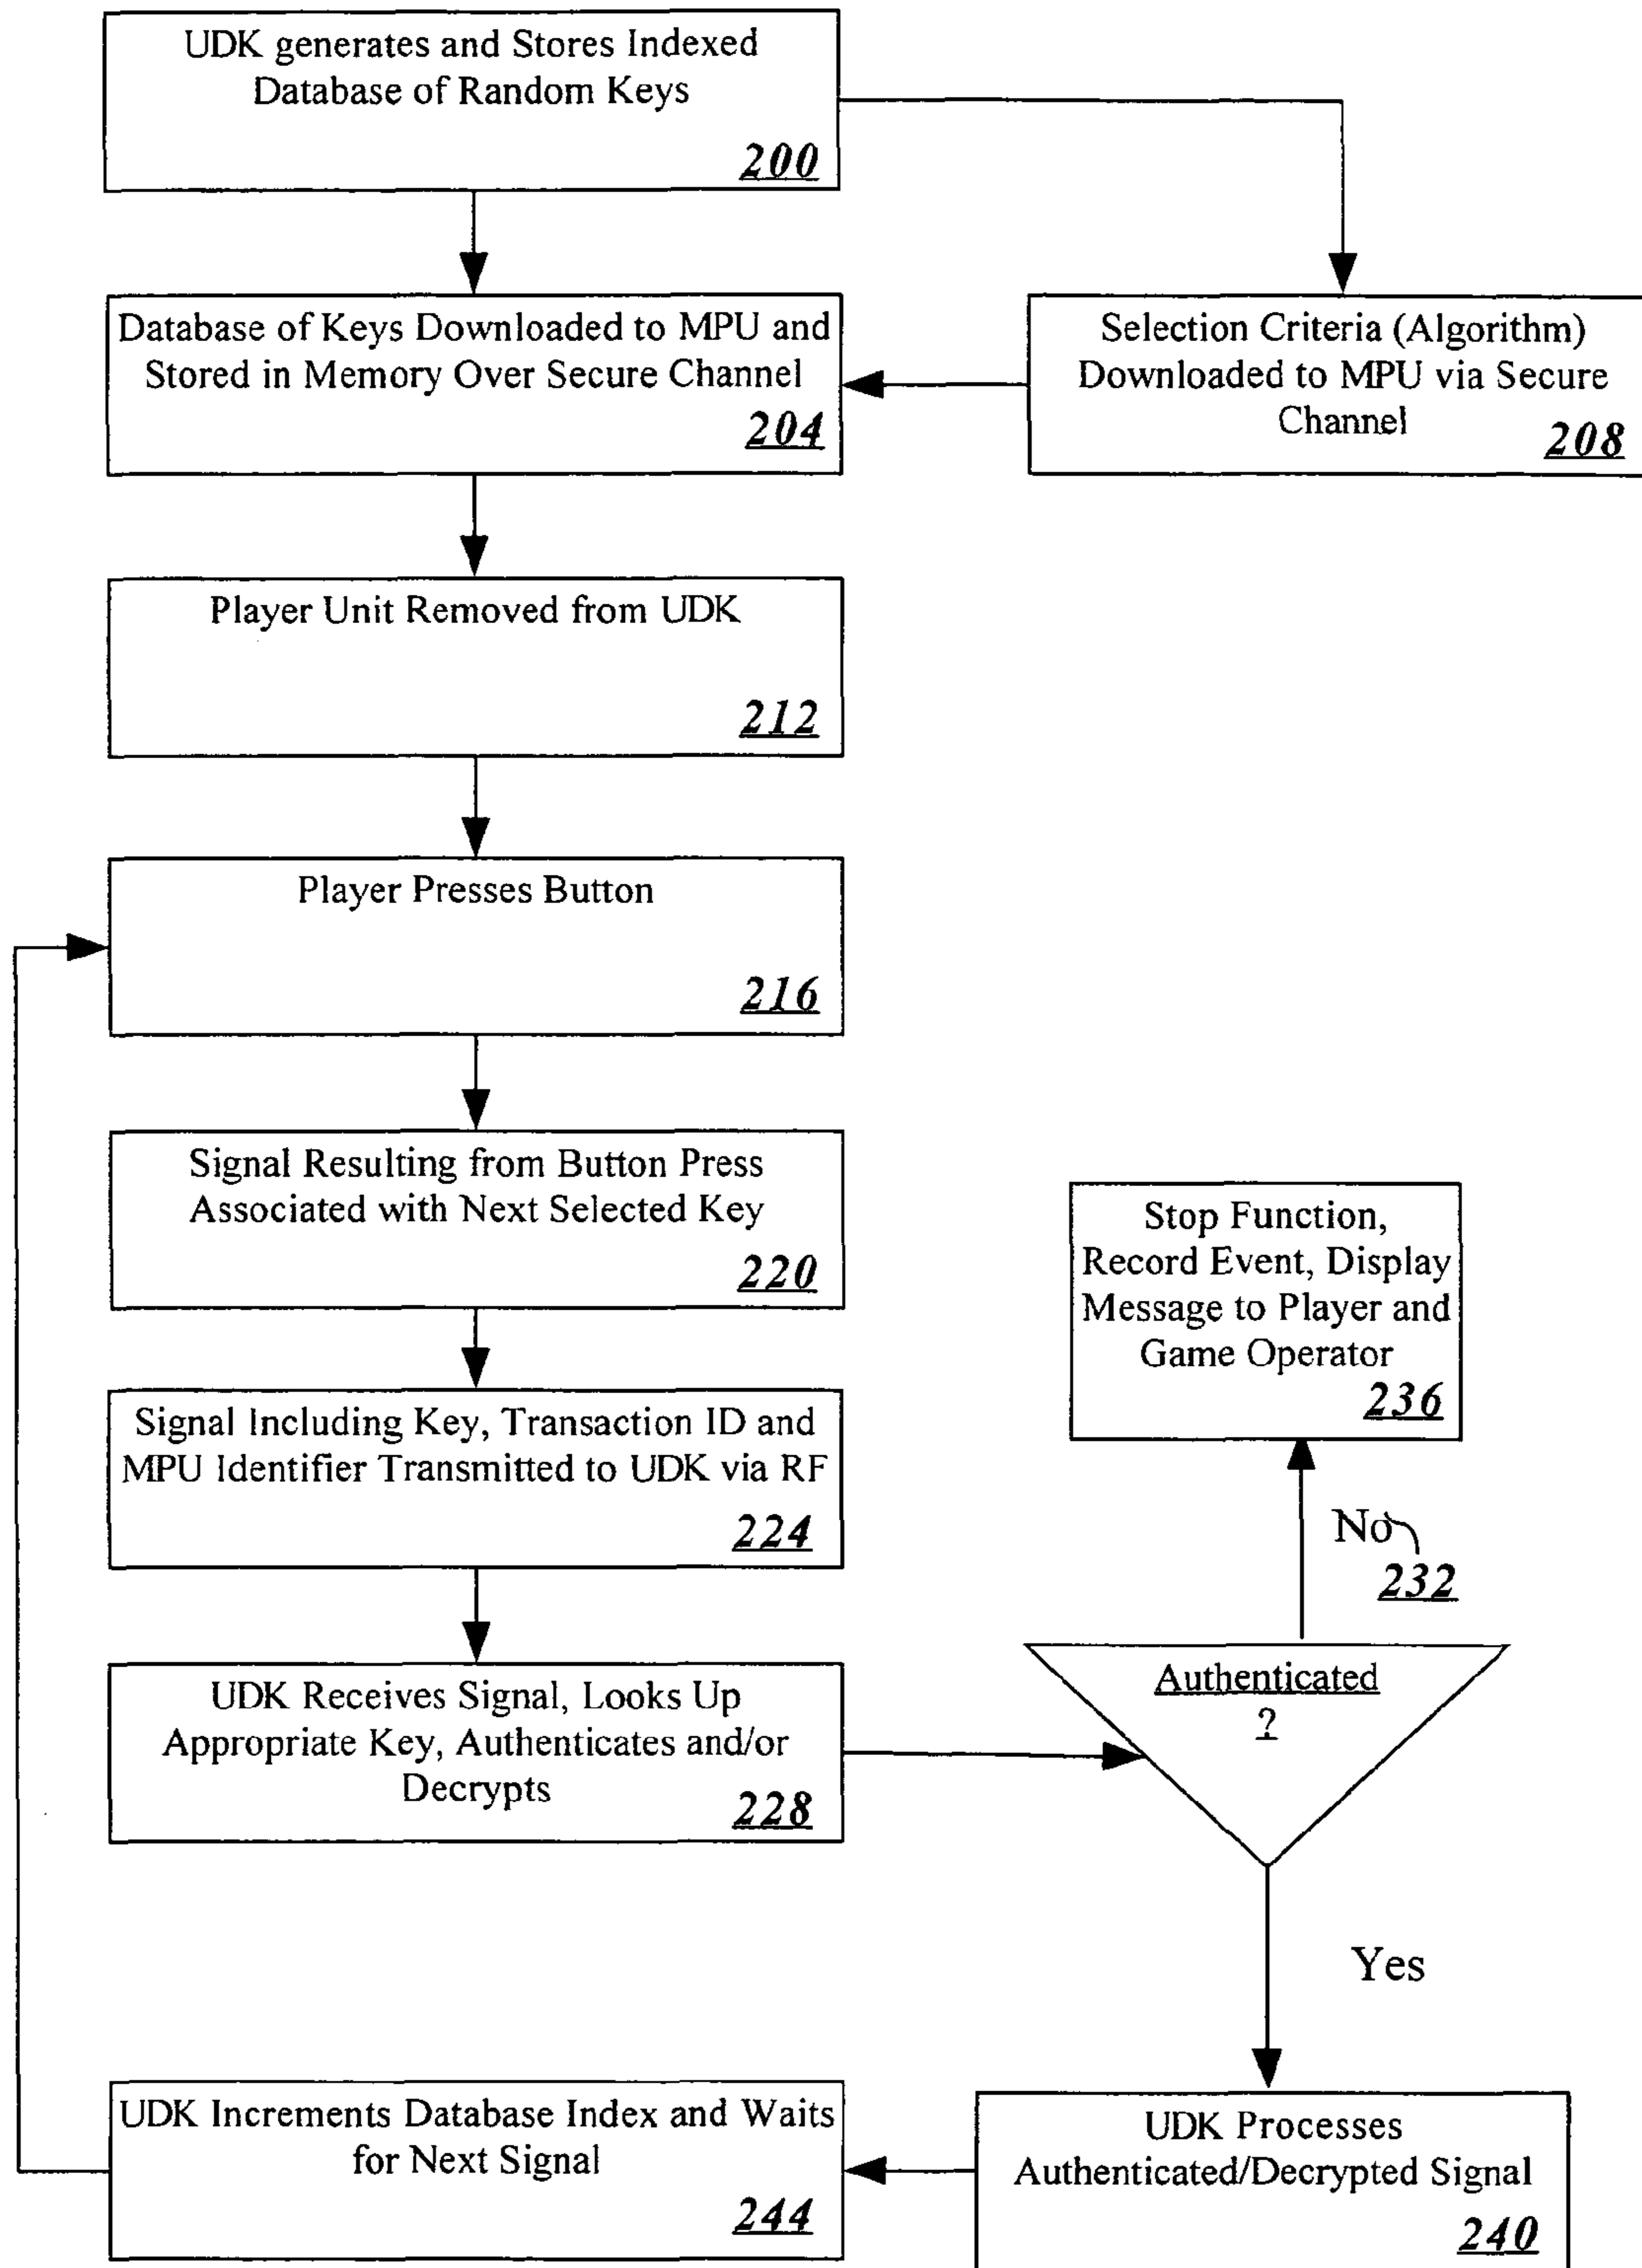 UDK generates and Stores Indexed
Database of Random Keys
200
Database of Keys Downloaded to MPU and
Stored in Memory Over Secure Channel
204
Selection Criteria (Algorithm)
Downloaded to MPU via Secure
Channel
208
Player Unit Removed from UDK
212
Player Presses Button
216
Signal Resulting from Button Press
Associated with Next Selected Key
220
Signal Including Key, Transaction ID and
MPU Identifier Transmitted to UDK via RF
224
UDK Receives Signal, Looks Up
Appropriate Key, Authenticates and/or
Decrypts
228
Stop Function,
Record Event, Display
Message to Player and
Game Operator
236
No
232
Authenticated
?
Yes
UDK Processes
Authenticated/Decrypted Signal
240
UDK Increments Database Index and Waits
for Next Signal
244